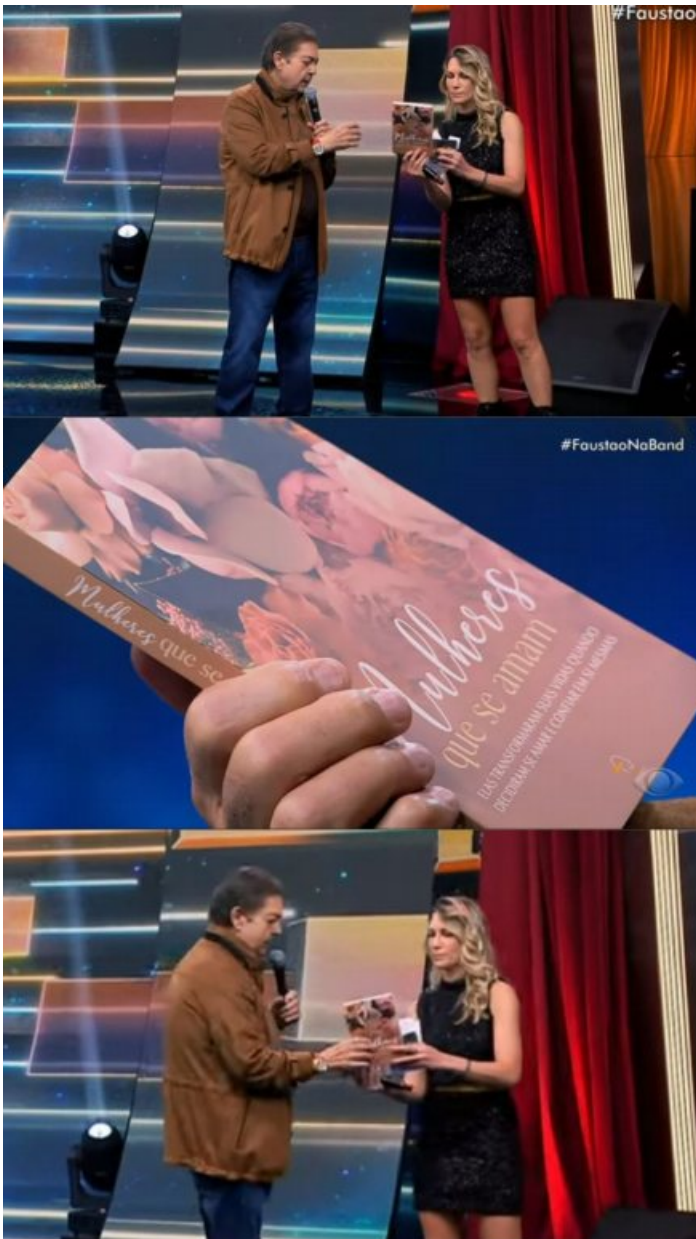 #Faustao
#FaustaoNaBand
Mulheres que se
Mulheres
que se amam
ELAS TRANSFORMARAM SUAS VIDAS QUANDO
DECIDIRAM SE AMAR E CONFIAR EM SI MESMAS